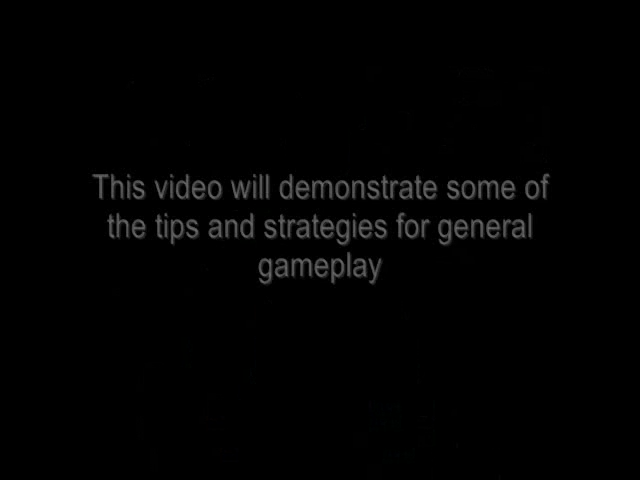 This video will demonstrate some of
the tips and strategies for general
gameplay